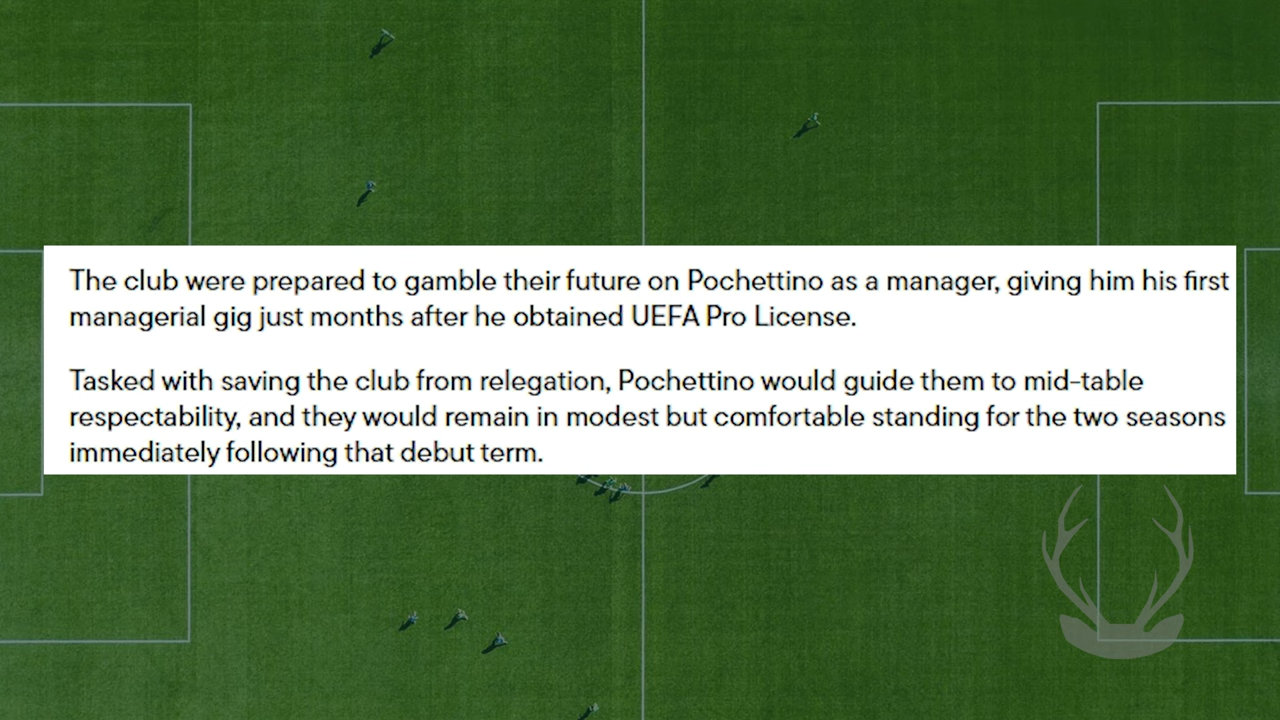 The club were prepared to gamble their future on Pochettino as a manager, giving him his first
managerial gig just months after he obtained UEFA Pro License.
Tasked with saving the club from relegation, Pochettino would guide them to mid-table
respectability, and they would remain in modest but comfortable standing for the two seasons
immediately following that debut term.